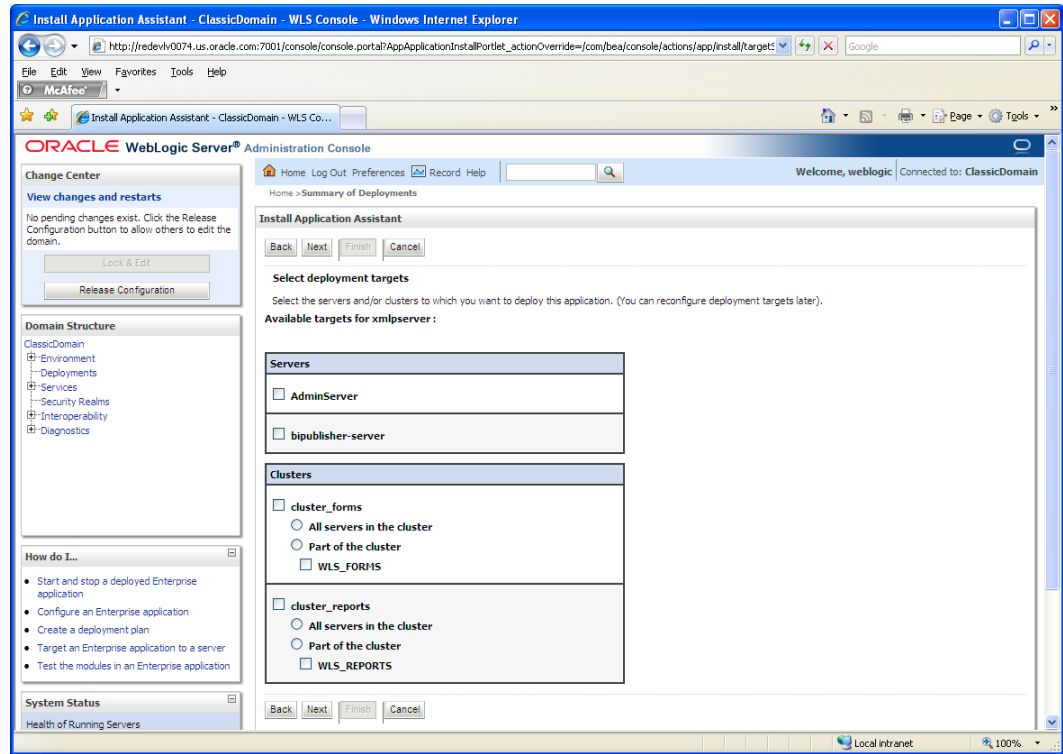 Install Application Assistant - ClassicDomain - WLS Console - Windows Internet Explorer
http://redevlv0074.us.oracle.com:7001/console/console.portal?AppApplicationInstallPortlet_actionOverride=/com/bea/console/actions/app/install/target
Google
File Edit View Favorites Tools Help
McAfee
Install Application Assistant - ClassicDomain - WLS Co...
Page Tools
ORACLE WebLogic Server® Administration Console
Change Center
View changes and restarts
No pending changes exist. Click the Release
Configuration button to allow others to edit the
domain.
Lock & Edit
Release Configuration
Domain Structure
ClassicDomain
Environment
Deployments
Services
Security Realms
Interoperability
Diagnostics
How do I...
Start and stop a deployed Enterprise
application
Configure an Enterprise application
Create a deployment plan
Target an Enterprise application to a server
Test the modules in an Enterprise application
System Status
Health of Running Servers
Home Log Out Preferences Record Help
Welcome, weblogic Connected to: ClassicDomain
Home >Summary of Deployments
Install Application Assistant
Back Next Finish Cancel
Select deployment targets
Select the servers and/or clusters to which you want to deploy this application. (You can reconfigure deployment targets later).
Available targets for xmlpserver :
Servers
AdminServer
bipublisher-server
Clusters
cluster_forms
All servers in the cluster
Part of the cluster
WLS_FORMS
cluster_reports
All servers in the cluster
Part of the cluster
WLS_REPORTS
Back Next Finish Cancel
Local intranet
100%